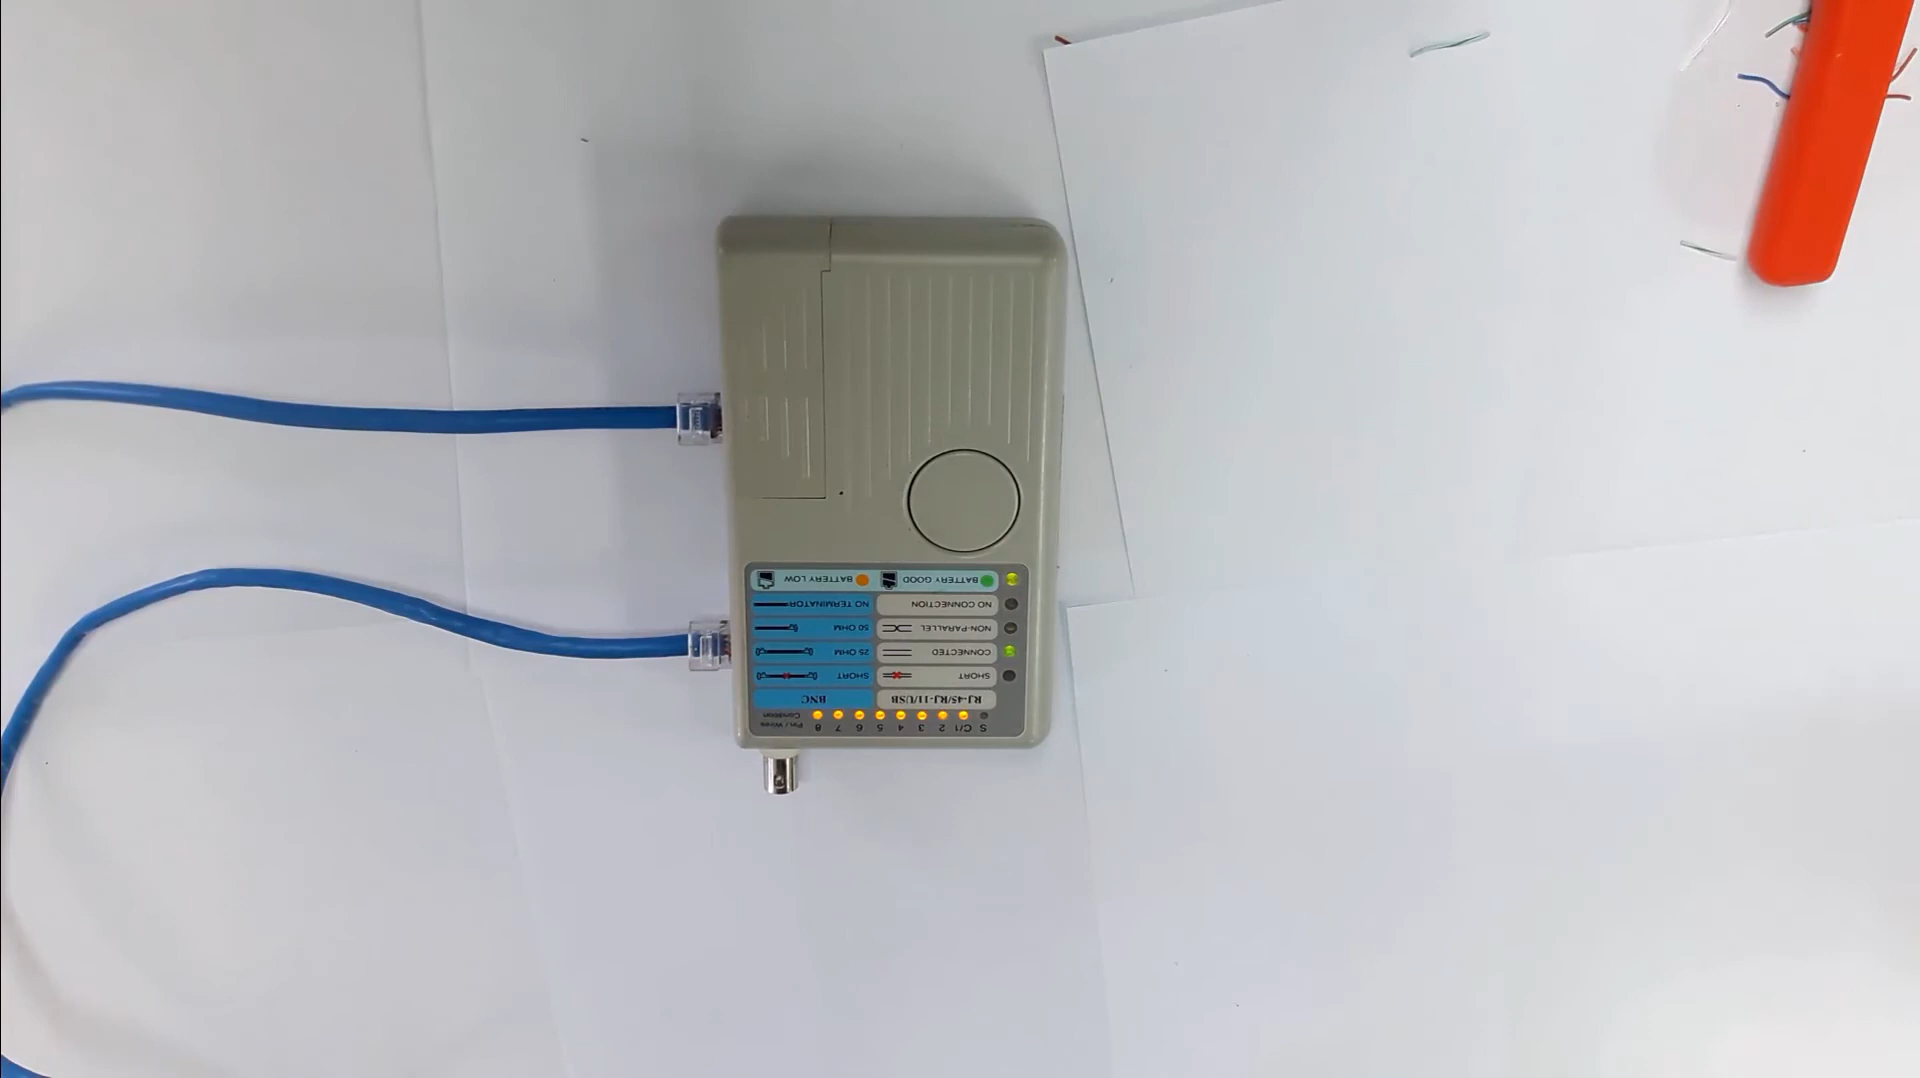 S C/1 2 3 4 5 6 7 8 Pin / Wires
Condition
RJ-45/RJ-11/USB BNC
SHORT SHORT
CONNECTED 25 OHM
NON-PARALLEL 50 OHM
NO CONNECTION NO TERMINATOR
BATTERY GOOD BATTERY LOW